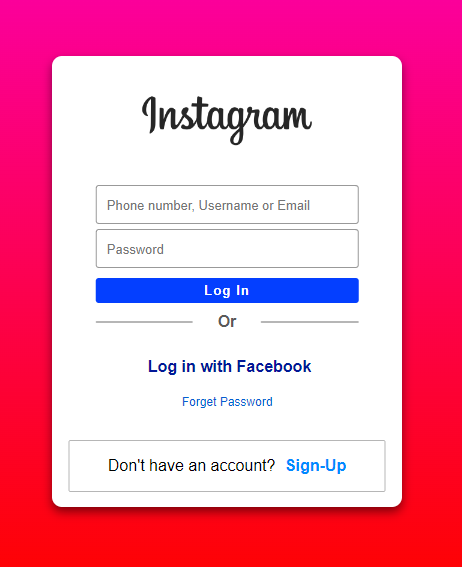 Instagram
Phone number, Username or Email
Password
Log In
Or
Log in with Facebook
Forget Password
Don't have an account? Sign-Up